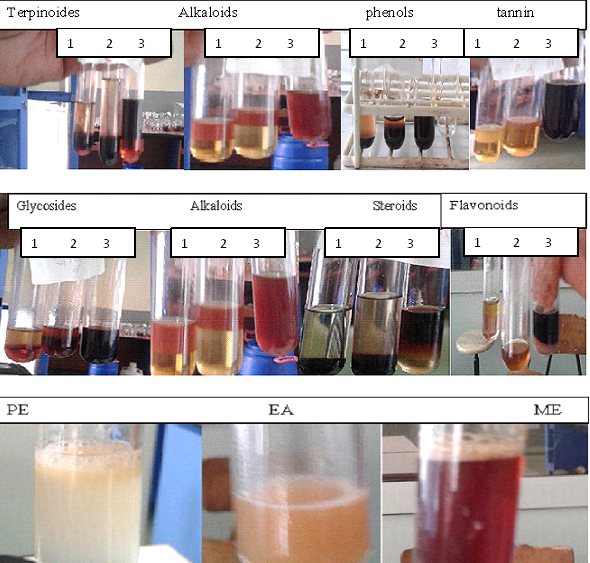 Terpinoides Alkaloids phenols tannin
1 2 3 1 2 3 1 2 3 1 2 3
Glycosides Alkaloids Steroids Flavonoids
1 2 3 1 2 3 1 2 3 1 2 3
PE EA ME